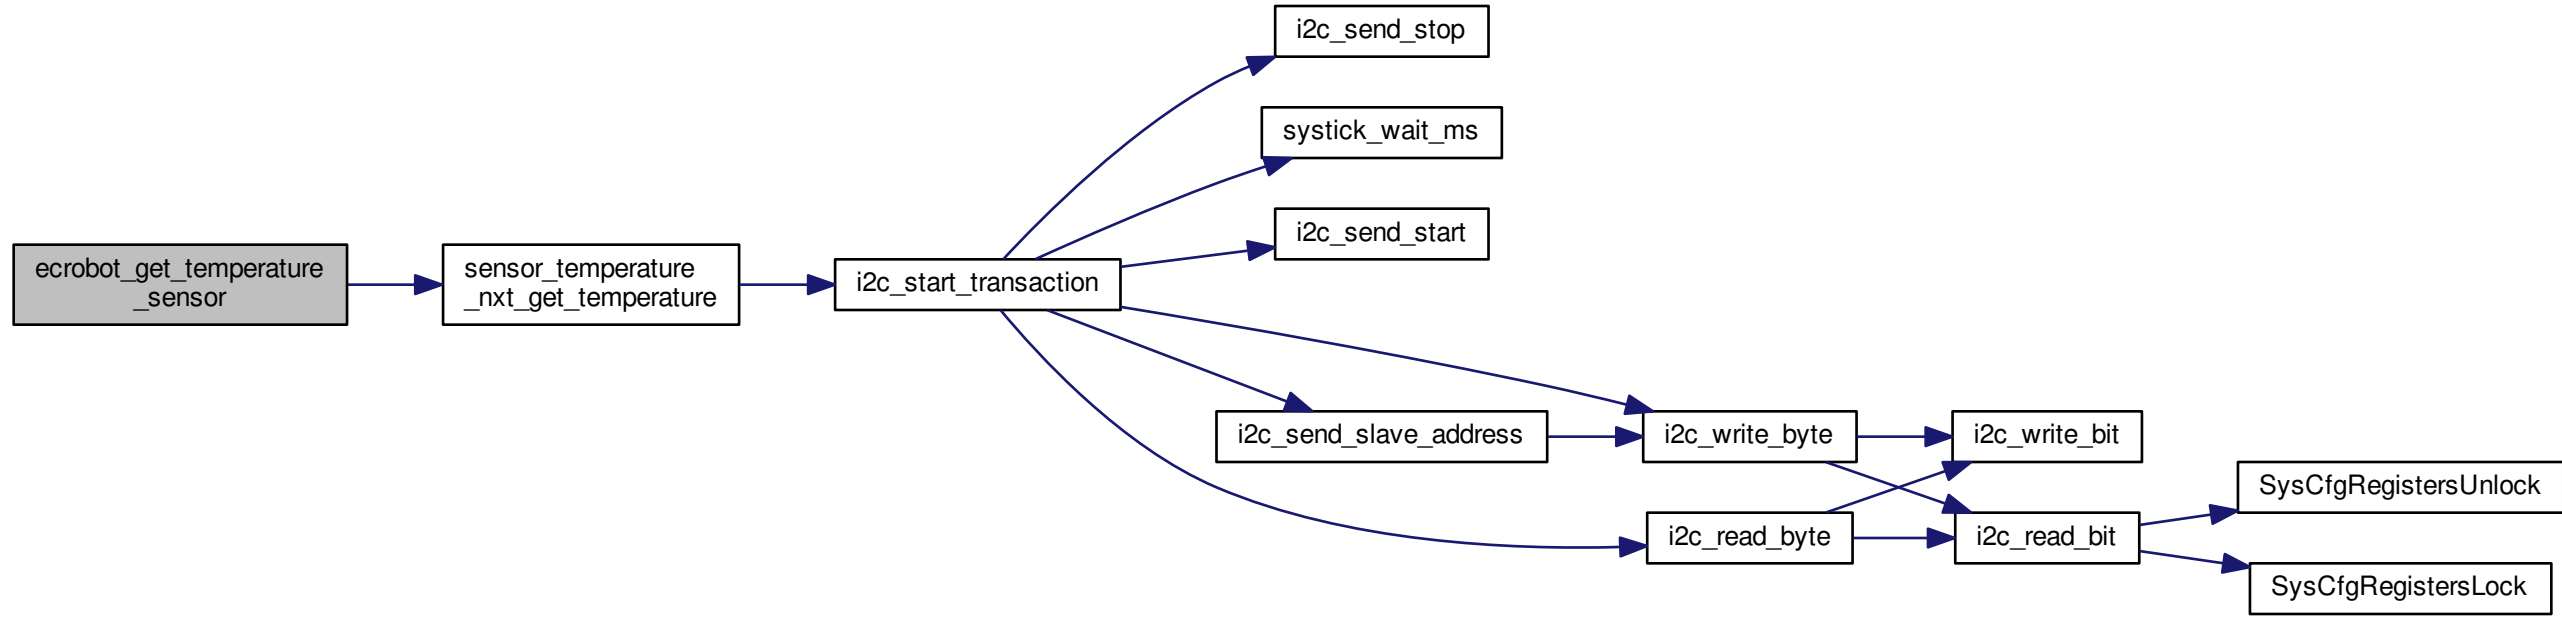 ecrobot_get_temperature
_sensor
sensor_temperature
_nxt_get_temperature
i2c_start_transaction
i2c_send_stop
systick_wait_ms
i2c_send_start
i2c_send_slave_address
i2c_write_byte
i2c_read_byte
i2c_write_bit
i2c_read_bit
SysCfgRegistersUnlock
SysCfgRegistersLock